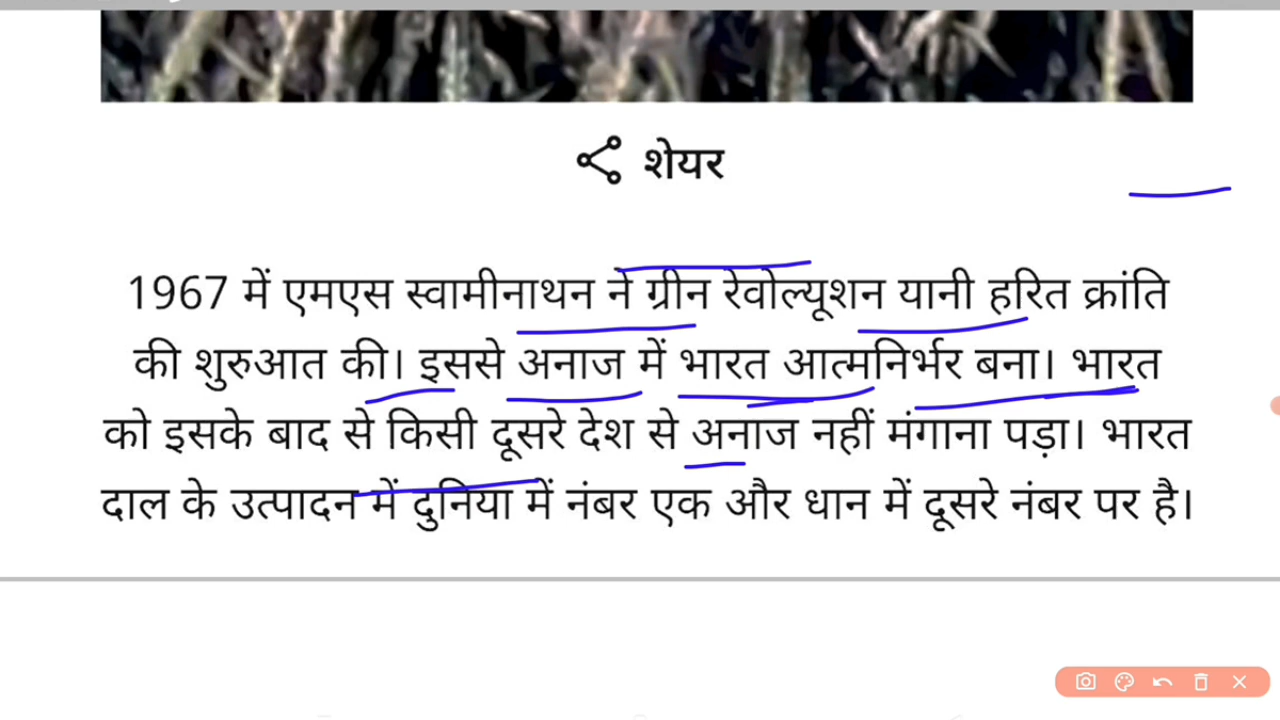 शेयर
1967 में एमएस स्वामीनाथन ने ग्रीन रेवोल्यूशन यानी हरित क्रांति
की शुरुआत की। इससे अनाज में भारत आत्मनिर्भर बना। भारत
को इसके बाद से किसी दूसरे देश से अनाज नहीं मंगाना पड़ा। भारत
दाल के उत्पादन में दुनिया में नंबर एक और धान में दूसरे नंबर पर है।